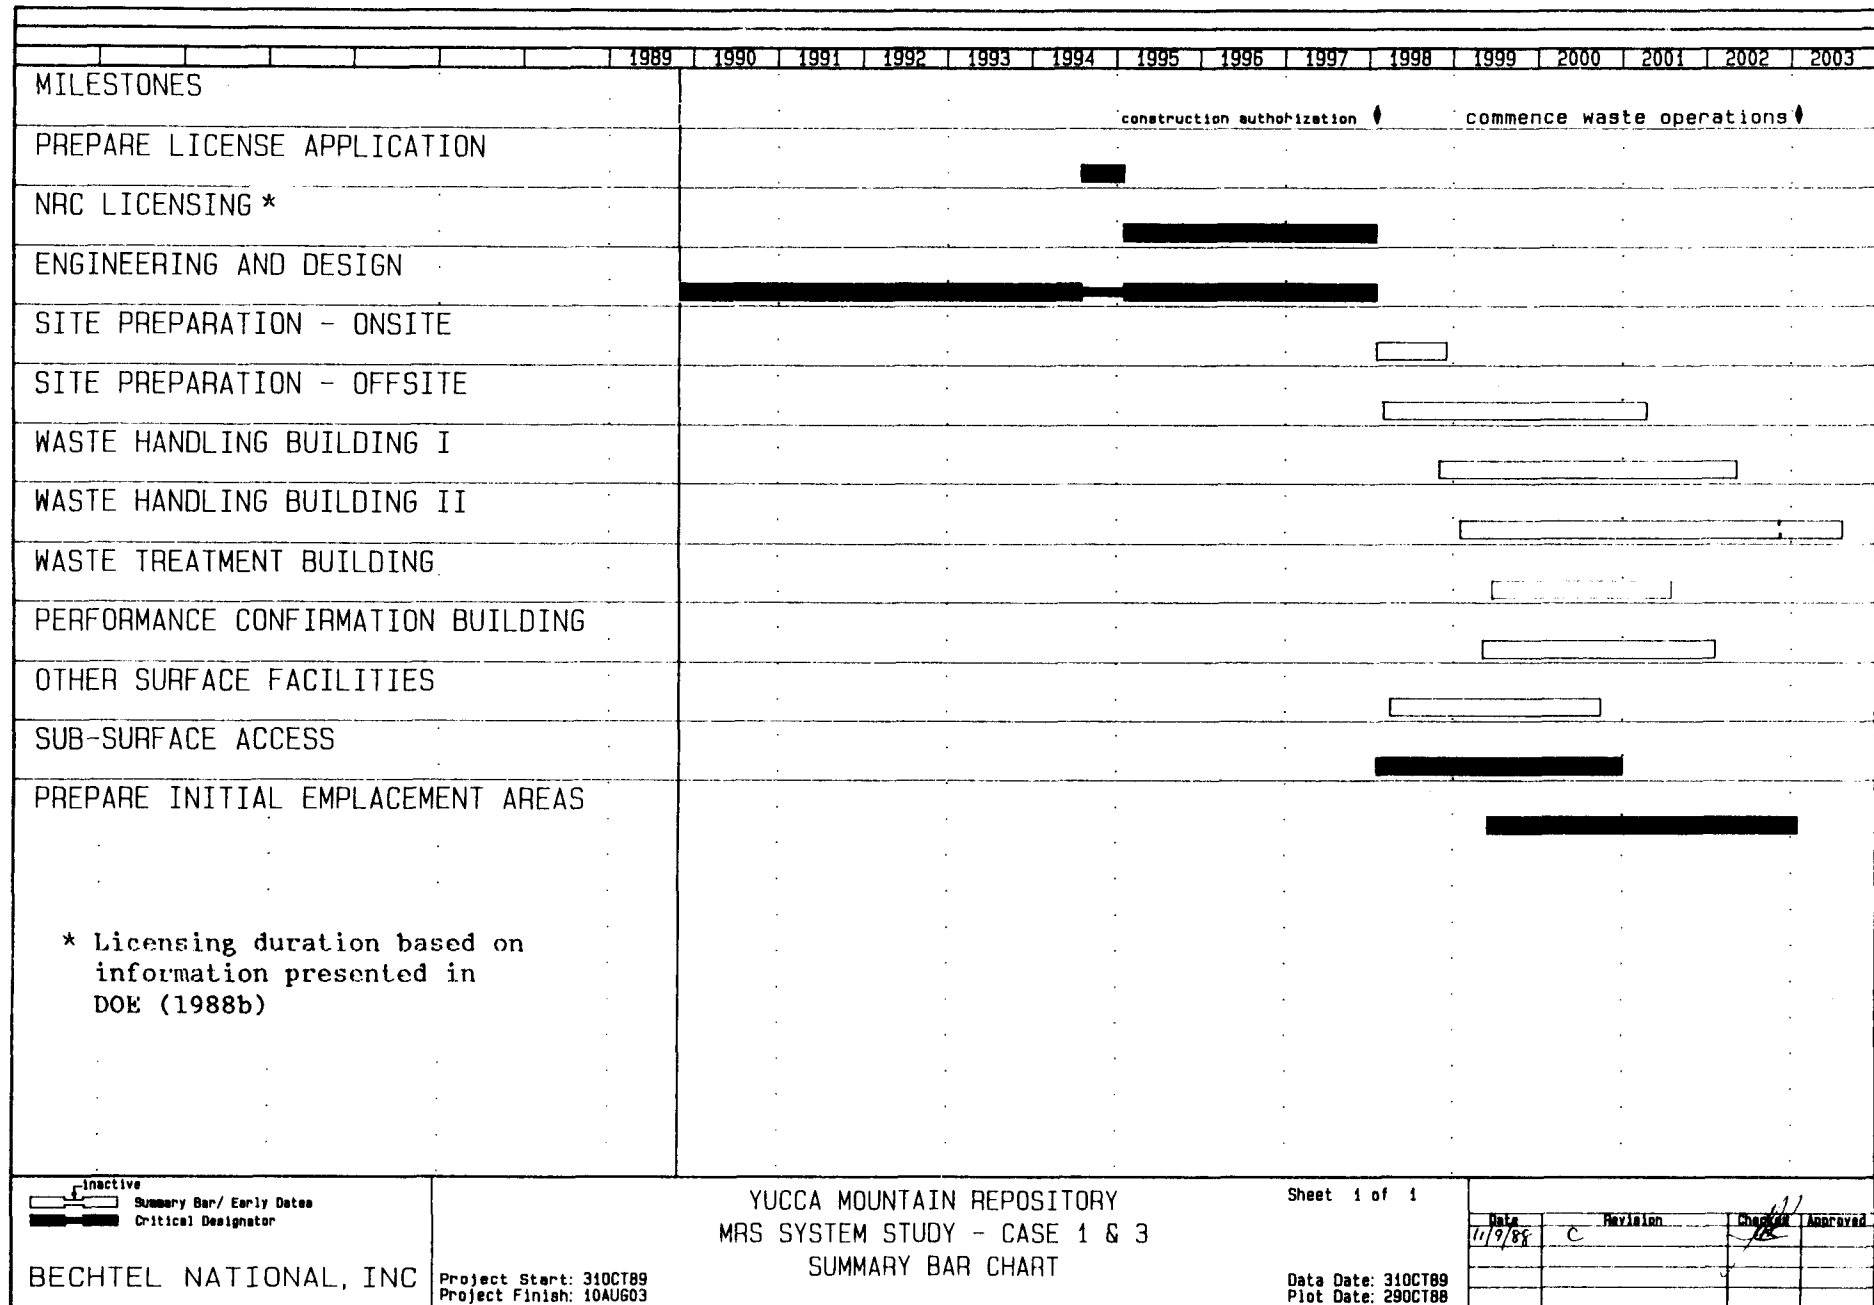 1989 1990 1991 1992 1993 1994 1995 1996 1997 1998 1999 2000 2001 2002 2003
MILESTONES
construction authorization commence waste operations
PREPARE LICENSE APPLICATION
NRC LICENSING *
ENGINEERING AND DESIGN
SITE PREPARATION - ONSITE
SITE PREPARATION - OFFSITE
WASTE HANDLING BUILDING I
WASTE HANDLING BUILDING II
WASTE TREATMENT BUILDING
PERFORMANCE CONFIRMATION BUILDING
OTHER SURFACE FACILITIES
SUB-SURFACE ACCESS
PREPARE INITIAL EMPLACEMENT AREAS
* Licensing duration based on
information presented in
DOE (1988b)
inactive
Summary Bar/ Early Dates
Critical Designator
BECHTEL NATIONAL, INC
Project Start: 31OCT89
Project Finish: 10AUG03
YUCCA MOUNTAIN REPOSITORY
MRS SYSTEM STUDY - CASE 1 & 3
SUMMARY BAR CHART
Sheet 1 of 1
Data Date: 31OCT89
Plot Date: 29OCT88
Date Revision Checked Approved
11/9/88 C